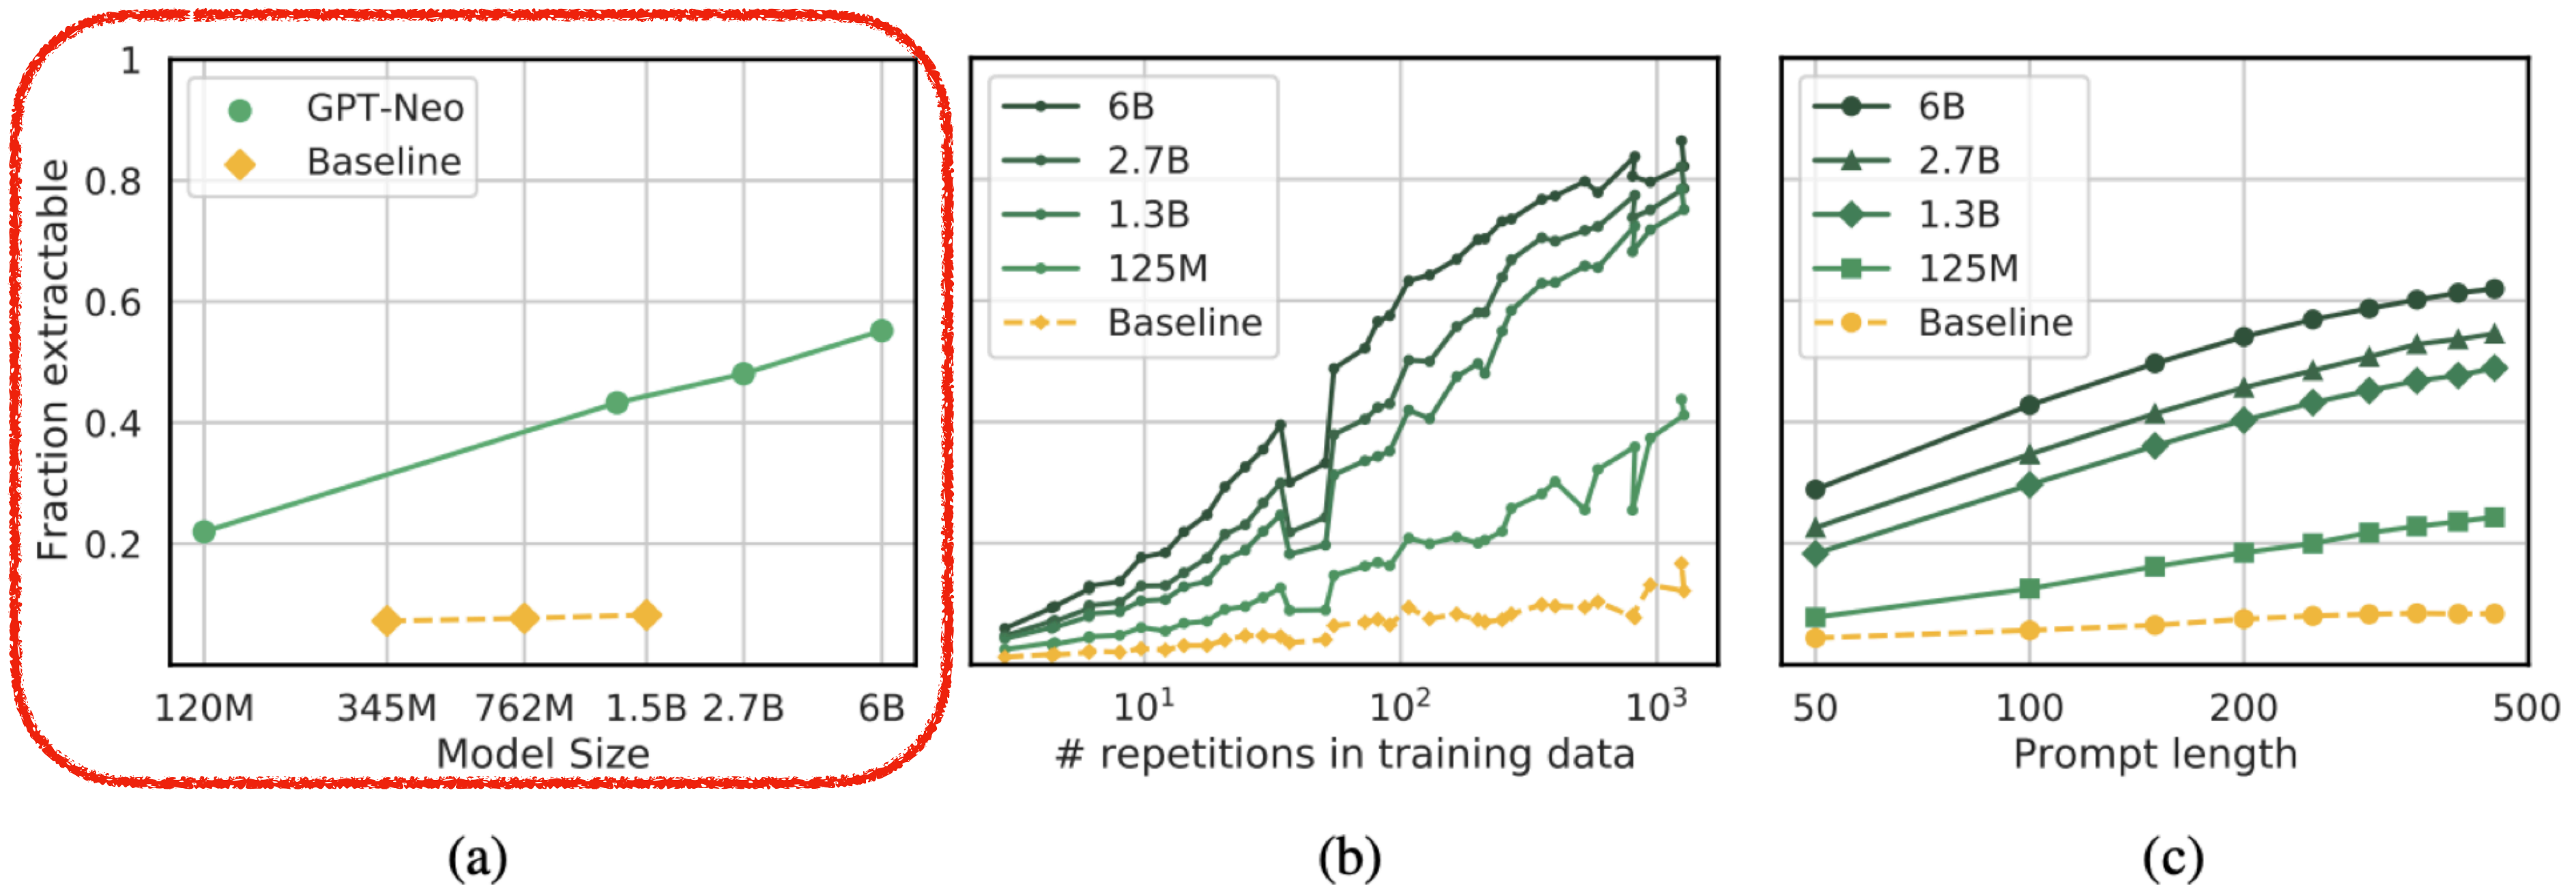 1
0.8
0.6
0.4
0.2
Fraction extractable
GPT-Neo
Baseline
120M 345M 762M 1.5B 2.7B 6B
Model Size
(a)
6B
2.7B
1.3B
125M
Baseline
10¹ 10² 10³
# repetitions in training data
(b)
6B
2.7B
1.3B
125M
Baseline
50 100 200 500
Prompt length
(c)